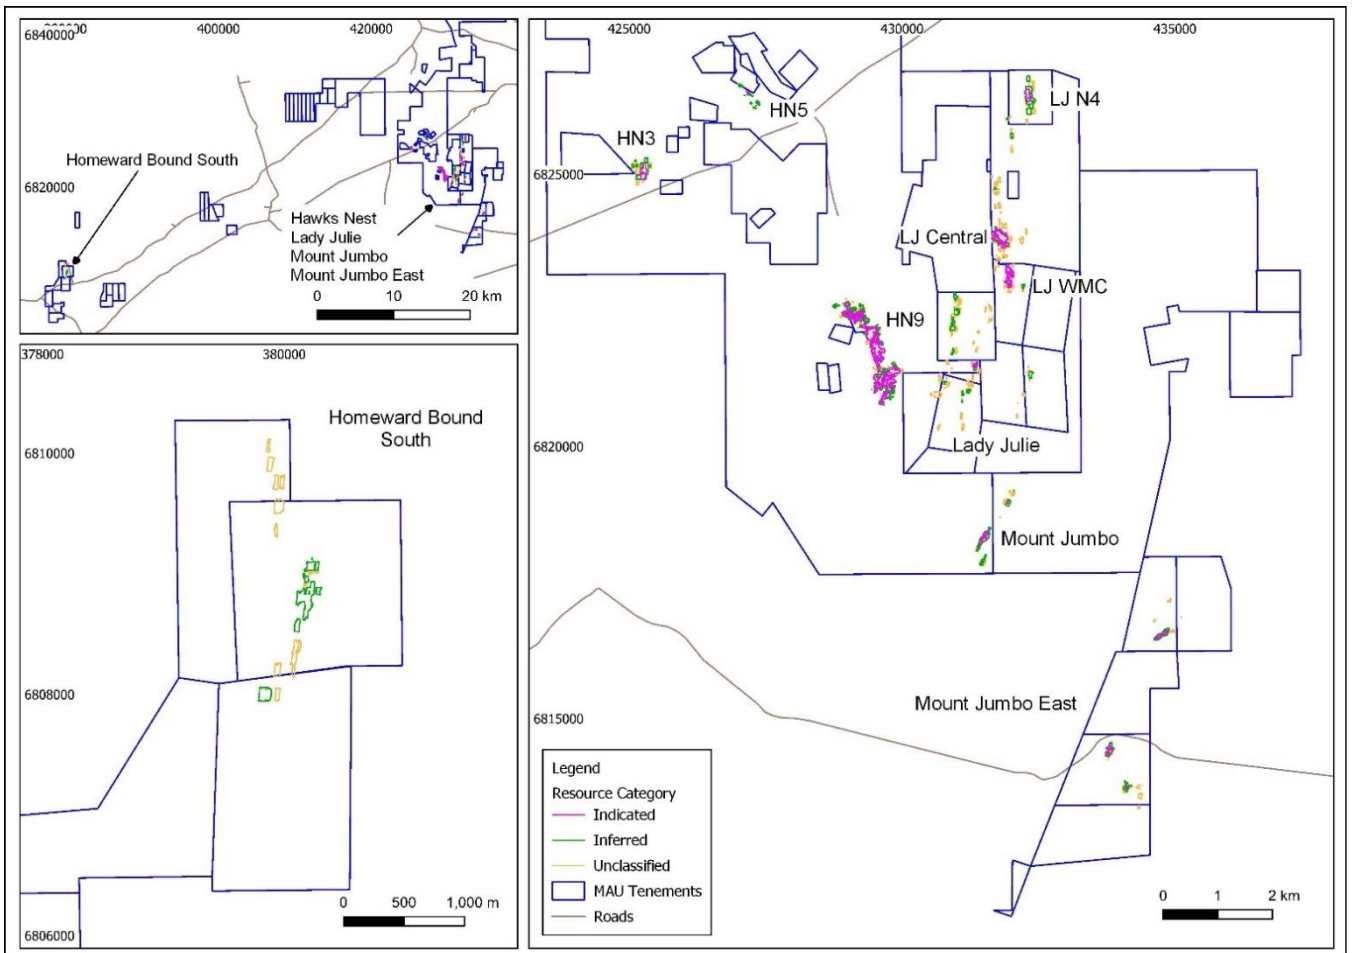 400000
420000
6840000
Homeward Bound South
6820000
Hawks Nest
Lady Julie
Mount Jumbo
Mount Jumbo East
0 10 20 km
378000 380000
Homeward Bound
South
6810000
6808000
6806000
0 500 1,000 m
425000 430000 435000
LJ N4
HN5
HN3
6825000
LJ Central
LJ WMC
HN9
6820000
Lady Julie
Mount Jumbo
Mount Jumbo East
6815000
Legend
Resource Category
Indicated
Inferred
Unclassified
MAU Tenements
Roads
0 1 2 km